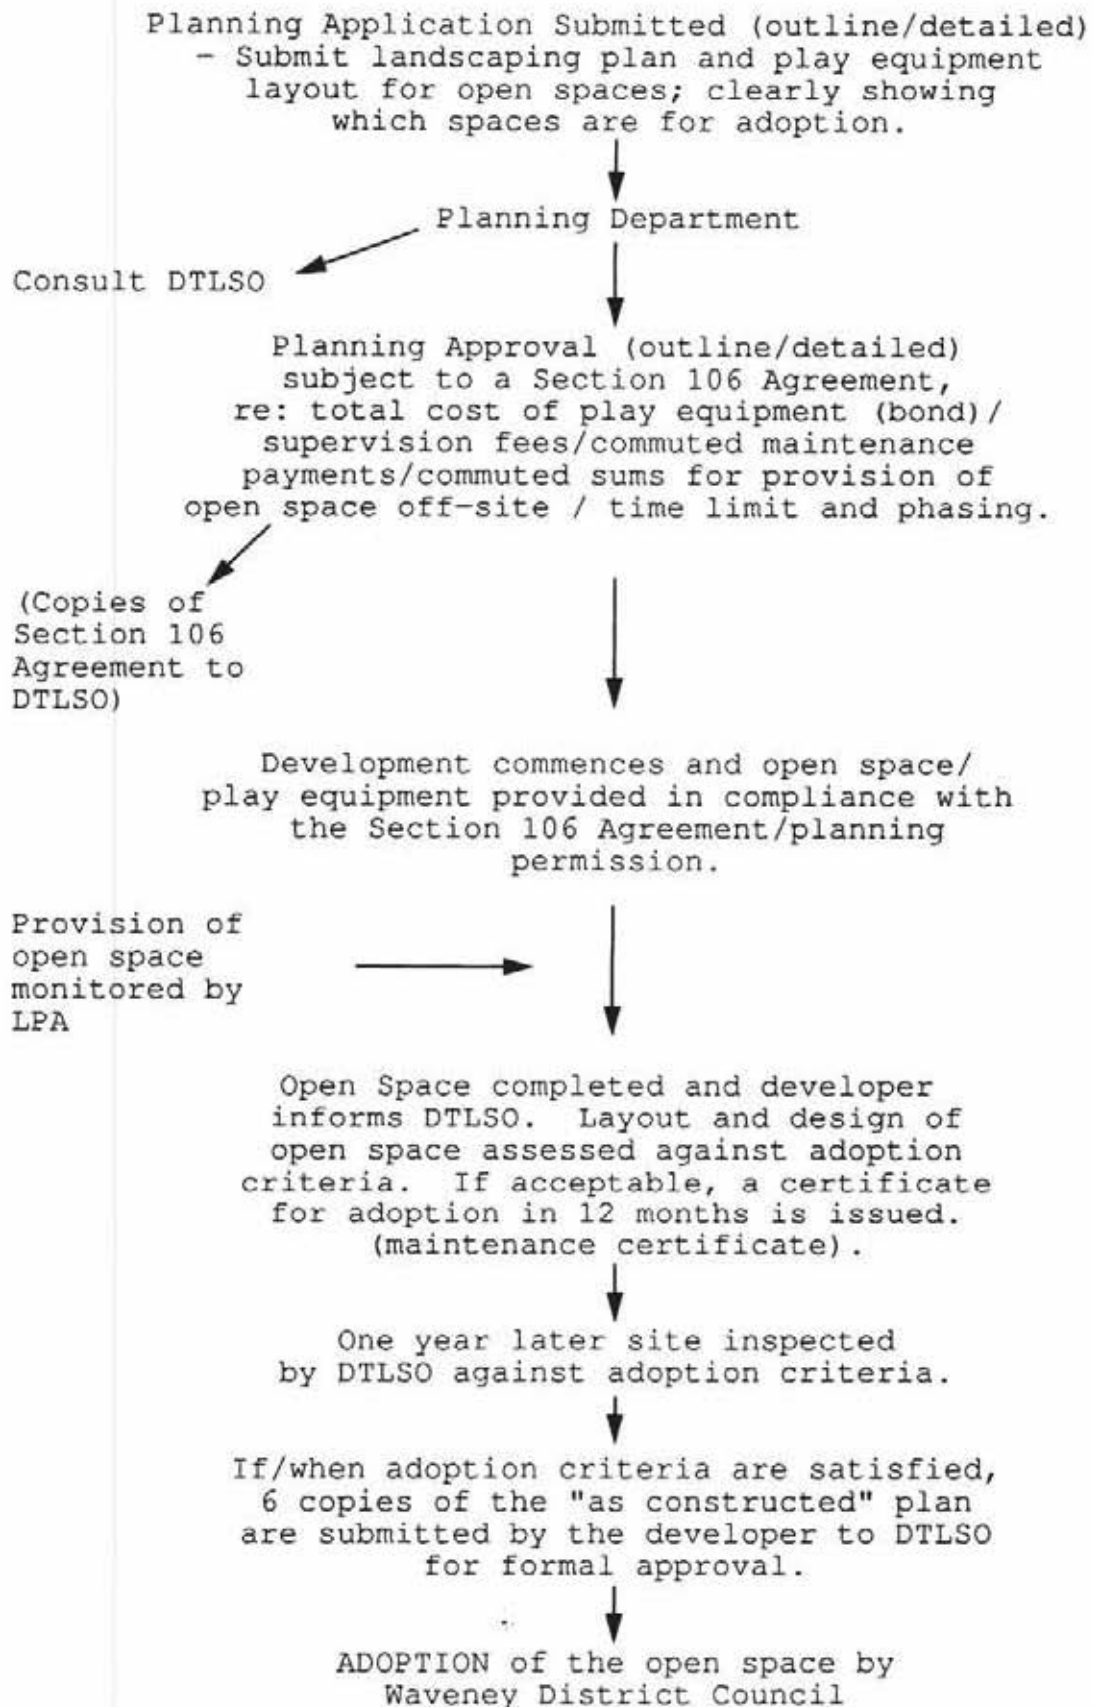 Planning Application Submitted (outline/detailed)
- Submit landscaping plan and play equipment
layout for open spaces; clearly showing
which spaces are for adoption.
Planning Department
Consult DTLSO
Planning Approval (outline/detailed)
subject to a Section 106 Agreement,
re: total cost of play equipment (bond)/
supervision fees/commuted maintenance
payments/commuted sums for provision of
open space off-site / time limit and phasing.
(Copies of
Section 106
Agreement to
DTLSO)
Development commences and open space/
play equipment provided in compliance with
the Section 106 Agreement/planning
permission.
Provision of
open space
monitored by
LPA
Open Space completed and developer
informs DTLSO. Layout and design of
open space assessed against adoption
criteria. If acceptable, a certificate
for adoption in 12 months is issued.
(maintenance certificate).
One year later site inspected
by DTLSO against adoption criteria.
If/when adoption criteria are satisfied,
6 copies of the "as constructed" plan
are submitted by the developer to DTLSO
for formal approval.
ADOPTION of the open space by
Waveney District Council